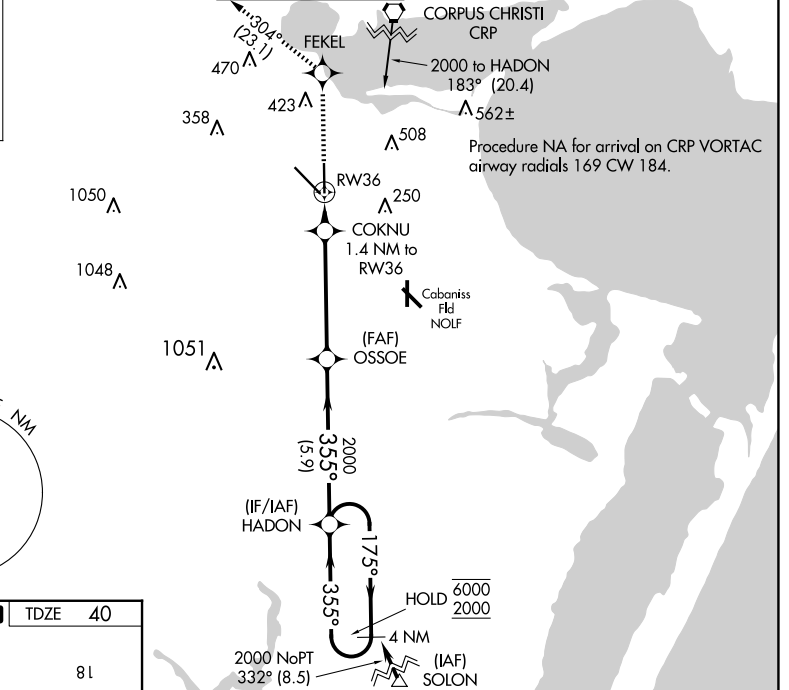 CORPUS CHRISTI
CRP
304°
(23.1)
FEKEL
470
2000 to HADON
183° (20.4)
423
562±
358
508
Procedure NA for arrival on CRP VORTAC
airway radials 169 CW 184.
RW36
1050
250
COKNU
1.4 NM to
RW36
1048
Cabaniss
Fld
NOLF
(FAF)
OSSOE
1051
NM
2000
355°
(5.9)
(IF/IAF)
HADON
175°
355°
HOLD
6000
2000
4 NM
TDZE 40
2000 NoPT
332° (8.5)
(IAF)
SOLON
18